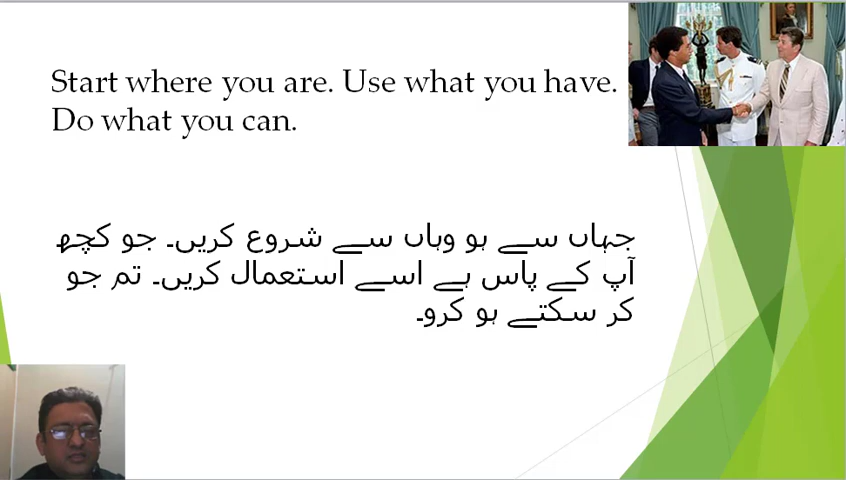 Start where you are. Use what you have.
Do what you can.
جہاں سے ہو وہاں سے شروع کریں۔ جو کچھ
آپ کے پاس ہے اسے استعمال کریں۔ تم جو
کر سکتے ہو کرو۔